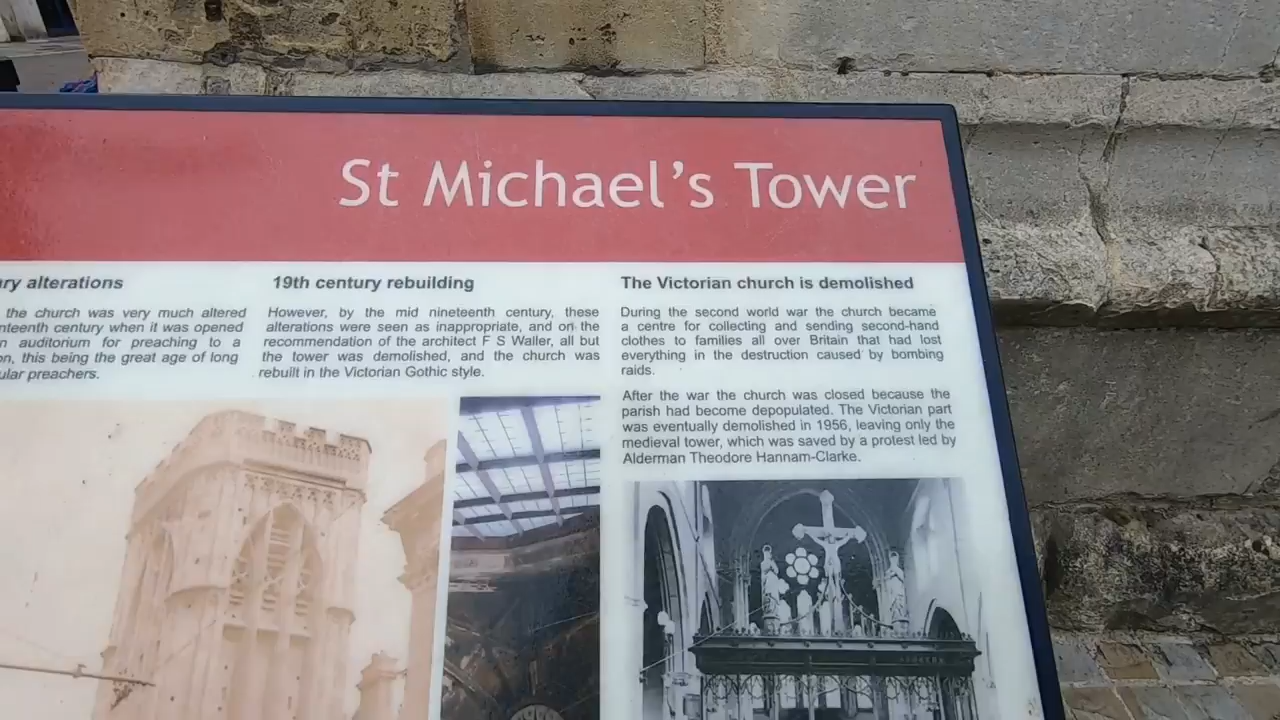 St Michael's Tower
ry alterations
the church was very much altered
nteenth century when it was opened
n auditorium for preaching to a
on, this being the great age of long
ular preachers.
19th century rebuilding
However, by the mid nineteenth century, these
alterations were seen as inappropriate, and on the
recommendation of the architect F S Waller, all but
the tower was demolished, and the church was
rebuilt in the Victorian Gothic style.
The Victorian church is demolished
During the second world war the church became
a centre for collecting and sending second-hand
clothes to families all over Britain that had lost
everything in the destruction caused by bombing
raids.
After the war the church was closed because the
parish had become depopulated. The Victorian part
was eventually demolished in 1956, leaving only the
medieval tower, which was saved by a protest led by
Alderman Theodore Hannam-Clarke.